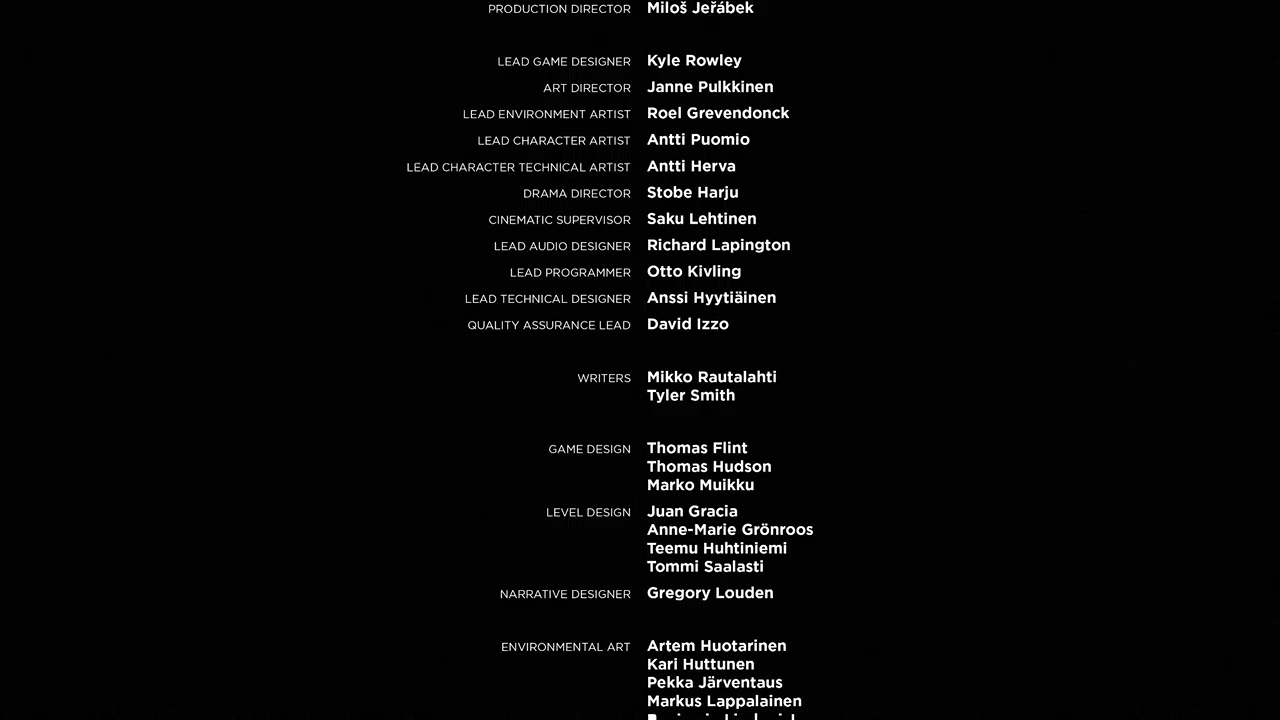 PRODUCTION DIRECTOR Miloš Jeřábek
LEAD GAME DESIGNER Kyle Rowley
ART DIRECTOR Janne Pulkkinen
LEAD ENVIRONMENT ARTIST Roel Grevendonck
LEAD CHARACTER ARTIST Antti Puomio
LEAD CHARACTER TECHNICAL ARTIST Antti Herva
DRAMA DIRECTOR Stobe Harju
CINEMATIC SUPERVISOR Saku Lehtinen
LEAD AUDIO DESIGNER Richard Lapington
LEAD PROGRAMMER Otto Kivling
LEAD TECHNICAL DESIGNER Anssi Hyytiäinen
QUALITY ASSURANCE LEAD David Izzo
WRITERS Mikko Rautalahti
Tyler Smith
GAME DESIGN Thomas Flint
Thomas Hudson
Marko Muikku
LEVEL DESIGN Juan Gracia
Anne-Marie Grönroos
Teemu Huhtiniemi
Tommi Saalasti
NARRATIVE DESIGNER Gregory Louden
ENVIRONMENTAL ART Artem Huotarinen
Kari Huttunen
Pekka Järventaus
Markus Lappalainen